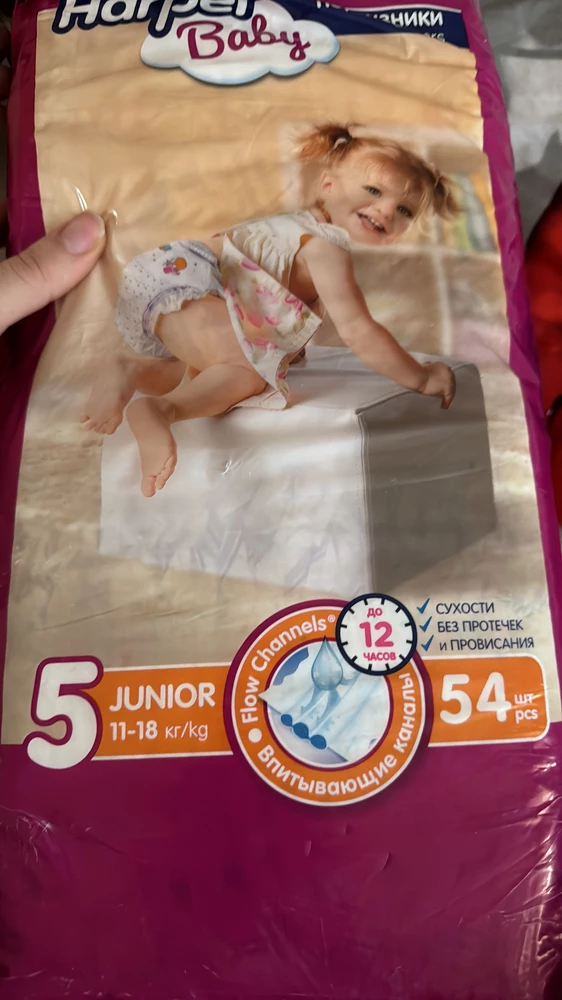 Harper
Baby
до
12
часов
СУХОСТИ
БЕЗ ПРОТЕЧЕК
и ПРОВИСАНИЯ
5
JUNIOR
11-18 кг/kg
Flow Channels®
Впитывающие каналы
54 шт
pcs